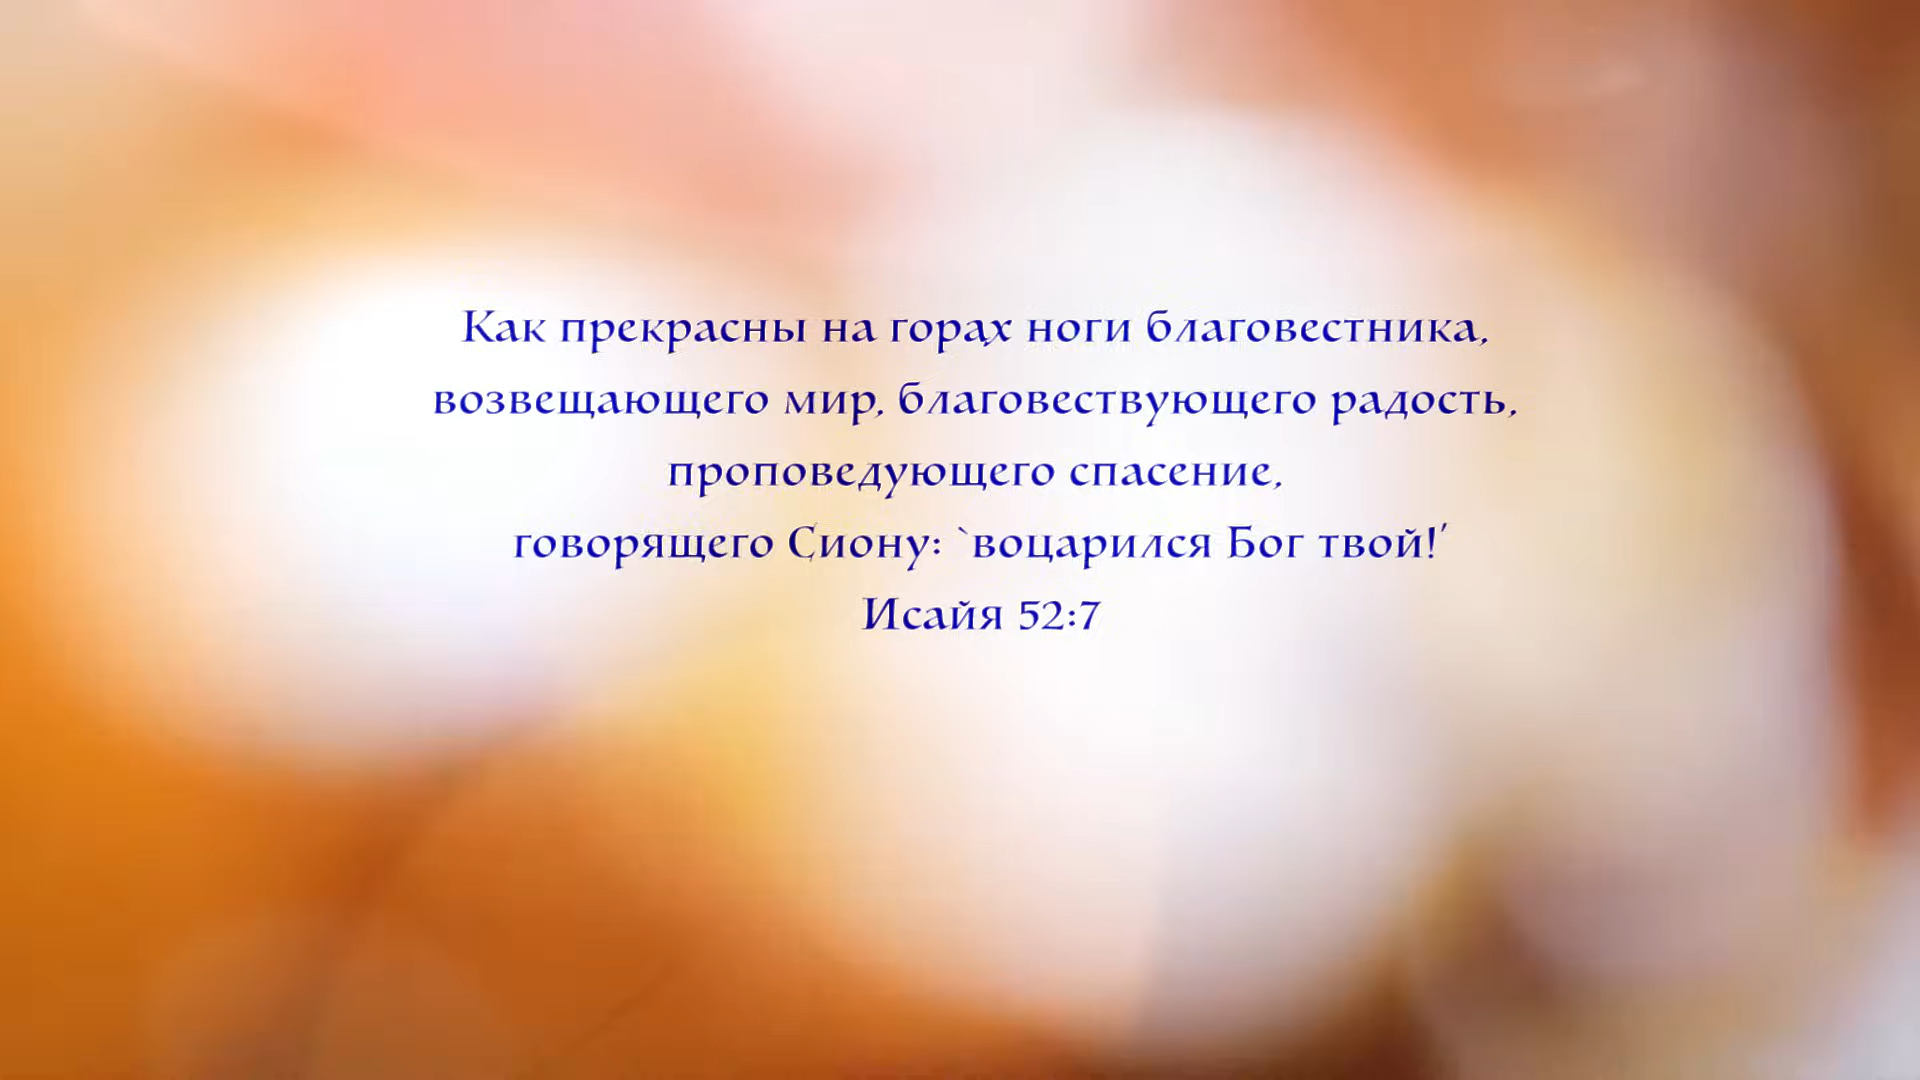 Как прекрасны на горах ноги благовестника,
возвещающего мир, благовествующего радость,
проповедующего спасение,
говорящего Сиону: `воцарился Бог твой!'
Исайя 52:7